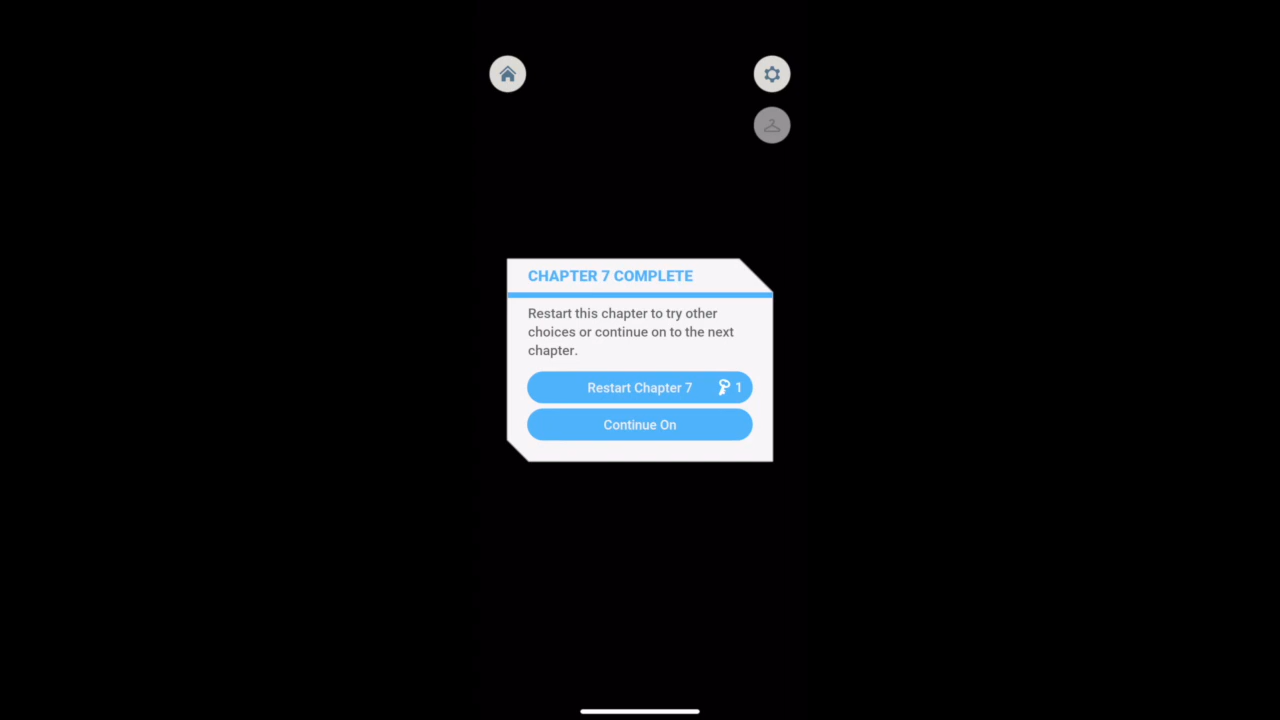 CHAPTER 7 COMPLETE
Restart this chapter to try other
choices or continue on to the next
chapter.
Restart Chapter 7 1
Continue On